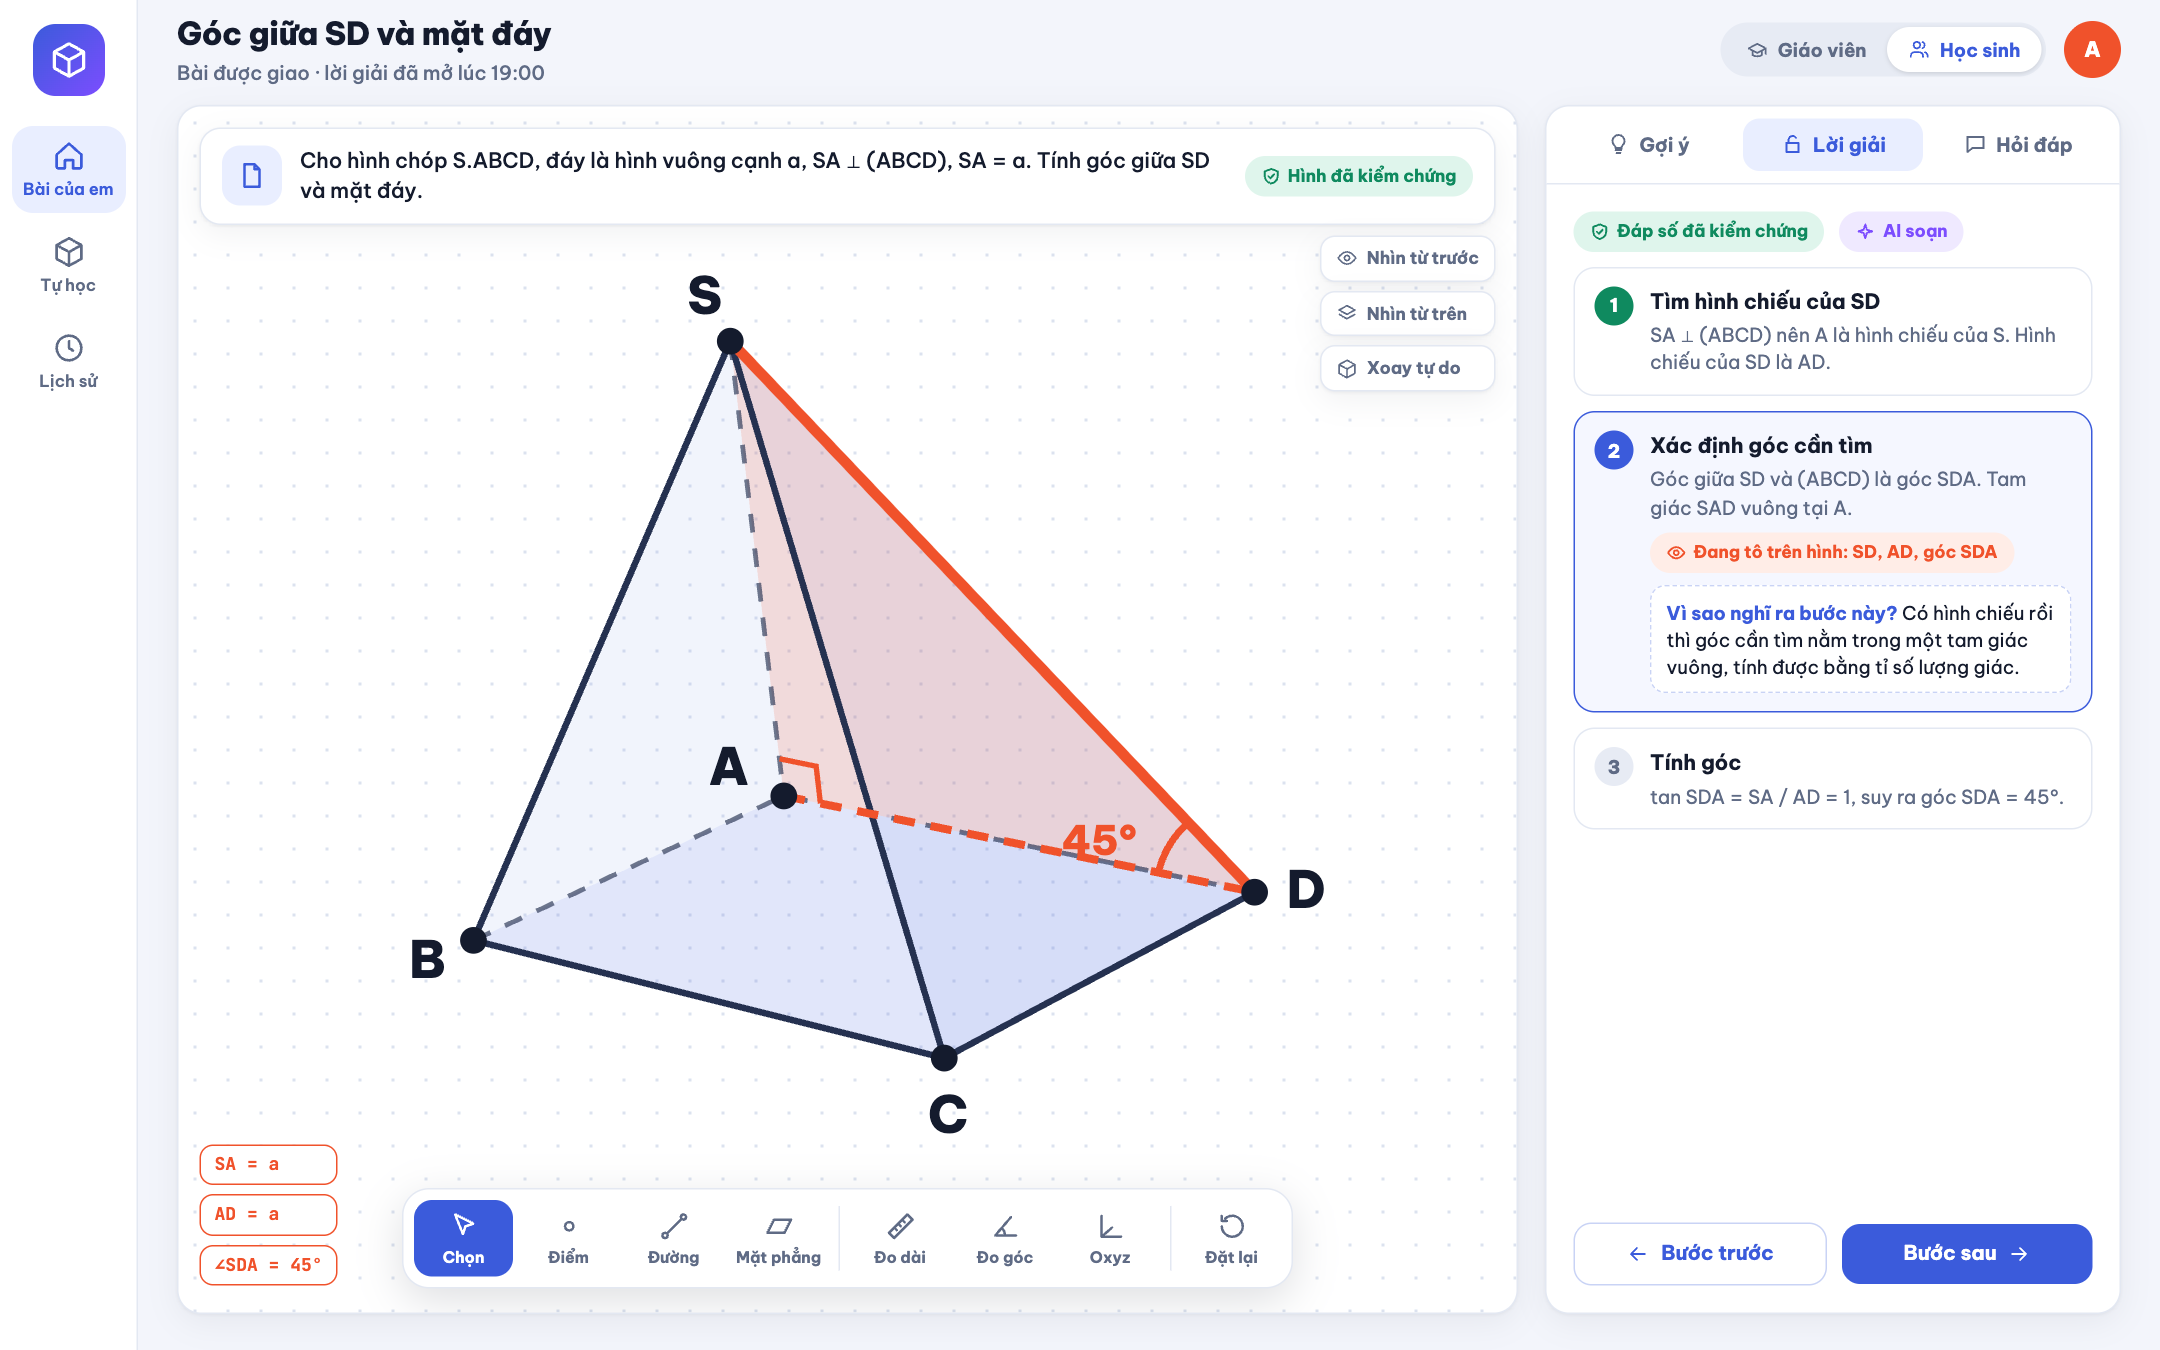 Góc giữa SD và mặt đáy
Bài được giao · lời giải đã mở lúc 19:00
Giáo viên
Học sinh
A
Bài của em
Tự học
Lịch sử
Cho hình chóp S.ABCD, đáy là hình vuông cạnh a, SA ⊥ (ABCD), SA = a. Tính góc giữa SD
và mặt đáy.
Hình đã kiểm chứng
Nhìn từ trước
Nhìn từ trên
Xoay tự do
S
A
45°
D
B
C
SA = a
AD = a
∠SDA = 45°
Chọn
Điểm
Đường
Mặt phẳng
Đo dài
Đo góc
Oxyz
Đặt lại
Gợi ý
Lời giải
Hỏi đáp
Đáp số đã kiểm chứng
AI soạn
1
Tìm hình chiếu của SD
SA ⊥ (ABCD) nên A là hình chiếu của S. Hình
chiếu của SD là AD.
2
Xác định góc cần tìm
Góc giữa SD và (ABCD) là góc SDA. Tam
giác SAD vuông tại A.
Đang tô trên hình: SD, AD, góc SDA
Vì sao nghĩ ra bước này? Có hình chiếu rồi
thì góc cần tìm nằm trong một tam giác
vuông, tính được bằng tỉ số lượng giác.
3
Tính góc
tan SDA = SA / AD = 1, suy ra góc SDA = 45°.
← Bước trước
Bước sau →